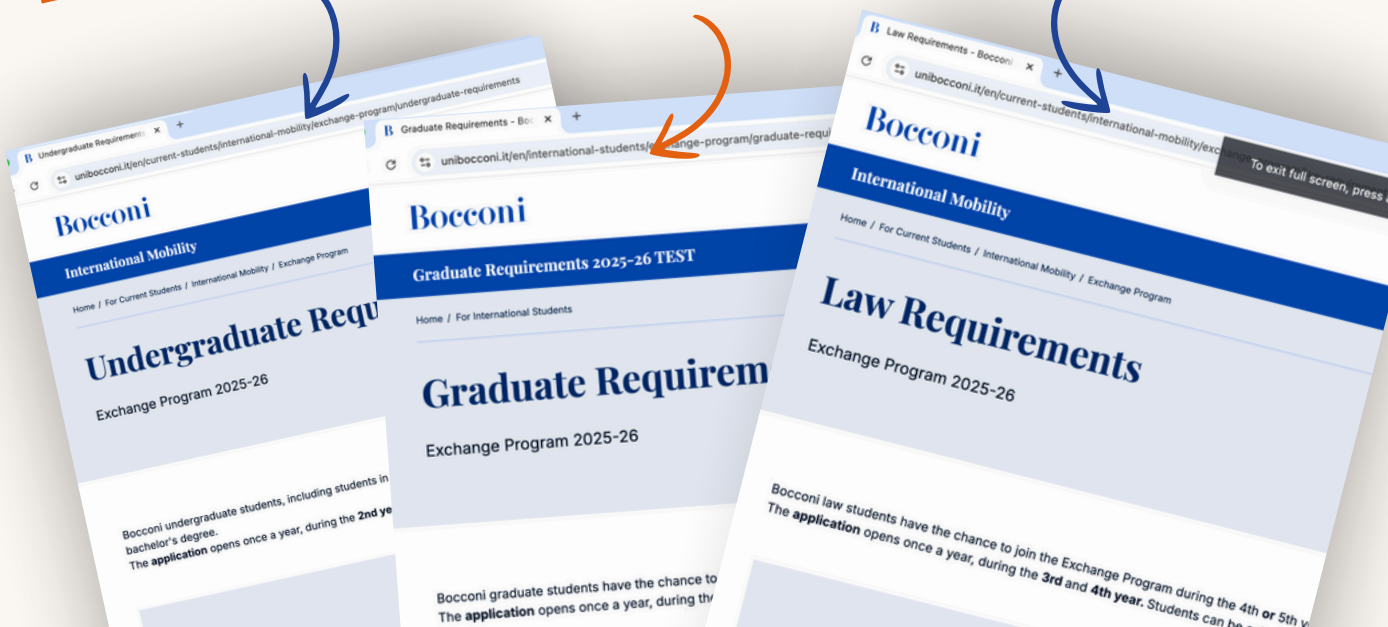 Undergraduate Requirements
unibocconi.it/en/current-students/international-mobility/exchange-program/undergraduate-requirements
Bocconi
International Mobility
Home / For Current Students / International Mobility / Exchange Program
Undergraduate Requ
Exchange Program 2025-26
Bocconi undergraduate students, including students in
bachelor's degree.
The application opens once a year, during the 2nd ye
Graduate Requirements - Boc
unibocconi.it/en/international-students/exchange-program/graduate-requi
Bocconi
Graduate Requirements 2025-26 TEST
Home / For International Students
Graduate Requirem
Exchange Program 2025-26
Bocconi graduate students have the chance to
The application opens once a year, during the
Law Requirements - Bocconi
unibocconi.it/en/current-students/international-mobility/exc
To exit full screen, press
Bocconi
International Mobility
Home / For Current Students / International Mobility / Exchange Program
Law Requirements
Exchange Program 2025-26
Bocconi law students have the chance to join the Exchange Program during the 4th or 5th y
The application opens once a year, during the 3rd and 4th year. Students can be